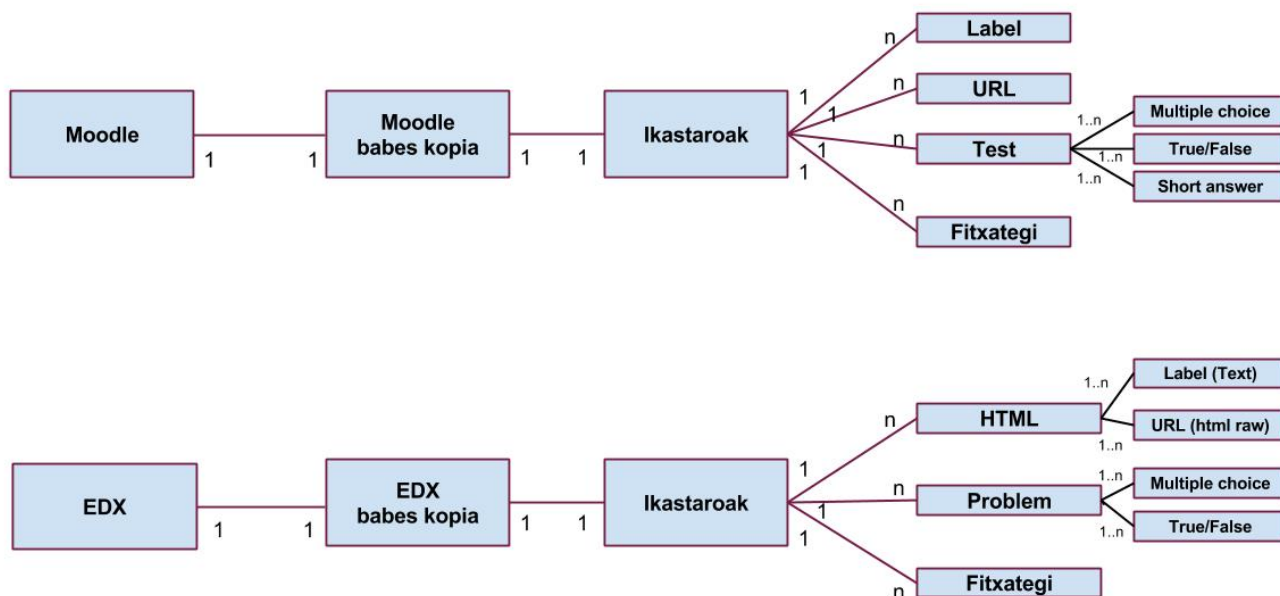 Label
n
URL
n
1
Moodle
Moodle
babes kopia
Ikastaroak
1
1
1
1
1
1
1
n
Test
1..n
Multiple choice
1..n
True/False
1..n
Short answer
n
Fitxategi
1..n
Label (Text)
n
HTML
URL (html raw)
1..n
1
EDX
EDX
babes kopia
Ikastaroak
1
1
1
1
1
1
n
Problem
1..n
Multiple choice
1..n
True/False
Fitxategi
n